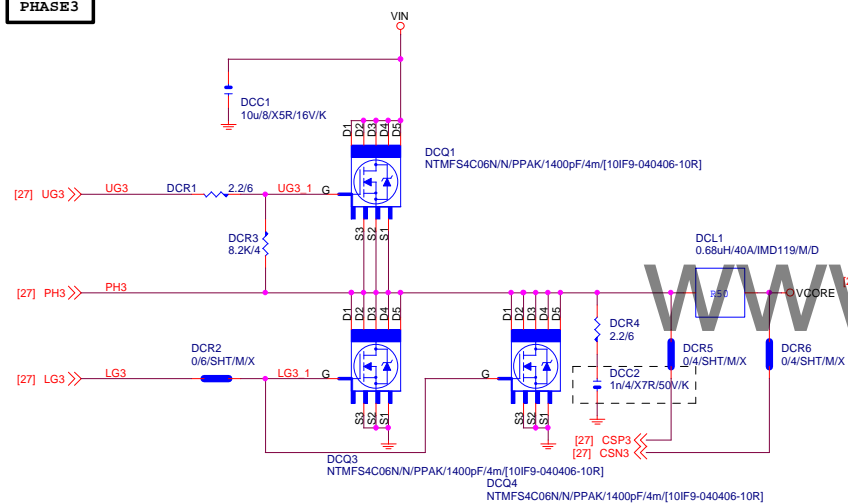 PHASE3
VIN
DCC1
10u/8/X5R/16V/K
D1
D2
D3
D4
D5
DCQ1
NTMFS4C06N/N/PPAK/1400pF/4m/[10IF9-040406-10R]
[27] UG3
UG3
DCR1
2.2/6
UG3_1
G
S3
S2
S1
DCR3
8.2K/4
DCL1
0.68uH/40A/IMD119/M/D
[27] PH3
PH3
R50
VCORE
WWW
D1
D2
D3
D4
D5
D1
D2
D3
D4
D5
DCR4
2.2/6
DCR2
0/6/SHT/M/X
DCR5
0/4/SHT/M/X
DCR6
0/4/SHT/M/X
[27] LG3
LG3
LG3_1
G
G
DCC2
1n/4/X7R/50V/K
S3
S2
S1
S3
S2
S1
[27] CSP3
[27] CSN3
DCQ3
NTMFS4C06N/N/PPAK/1400pF/4m/[10IF9-040406-10R]
DCQ4
NTMFS4C06N/N/PPAK/1400pF/4m/[10IF9-040406-10R]